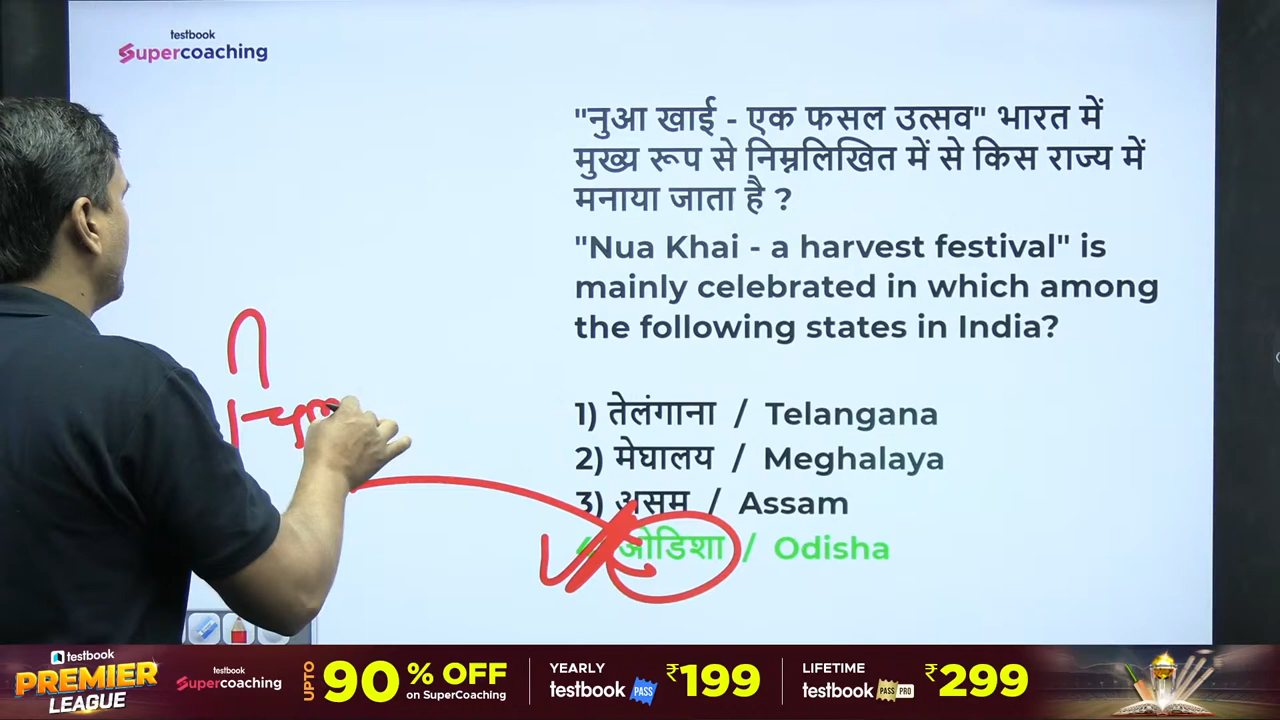 testbook
Supercoaching
"नुआ खाई - एक फसल उत्सव" भारत में
मुख्य रूप से निम्नलिखित में से किस राज्य में
मनाया जाता है ?
"Nua Khai - a harvest festival" is
mainly celebrated in which among
the following states in India?
1) तेलंगाना / Telangana
2) मेघालय / Meghalaya
3) असम / Assam
4) ओडिशा / Odisha
testbook
PREMIER
LEAGUE
testbook
Supercoaching
UPTO 90% OFF
on SuperCoaching
YEARLY
testbook PASS
₹199
LIFETIME
testbook PASS PRO
₹299